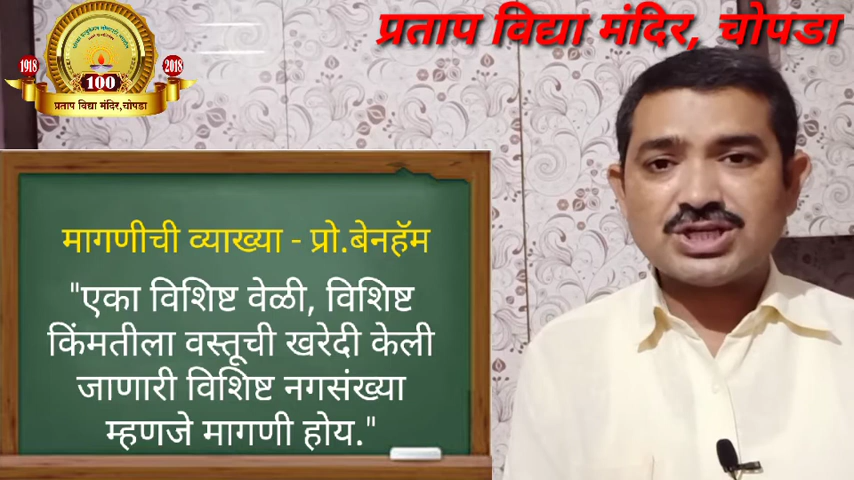 प्रताप विद्या मंदिर, चोपडा
1918
2018
100
प्रताप विद्या मंदिर,चोपडा
मागणीची व्याख्या - प्रो.बेनहॅम
"एका विशिष्ट वेळी, विशिष्ट
किंमतीला वस्तूची खरेदी केली
जाणारी विशिष्ट नगसंख्या
म्हणजे मागणी होय."